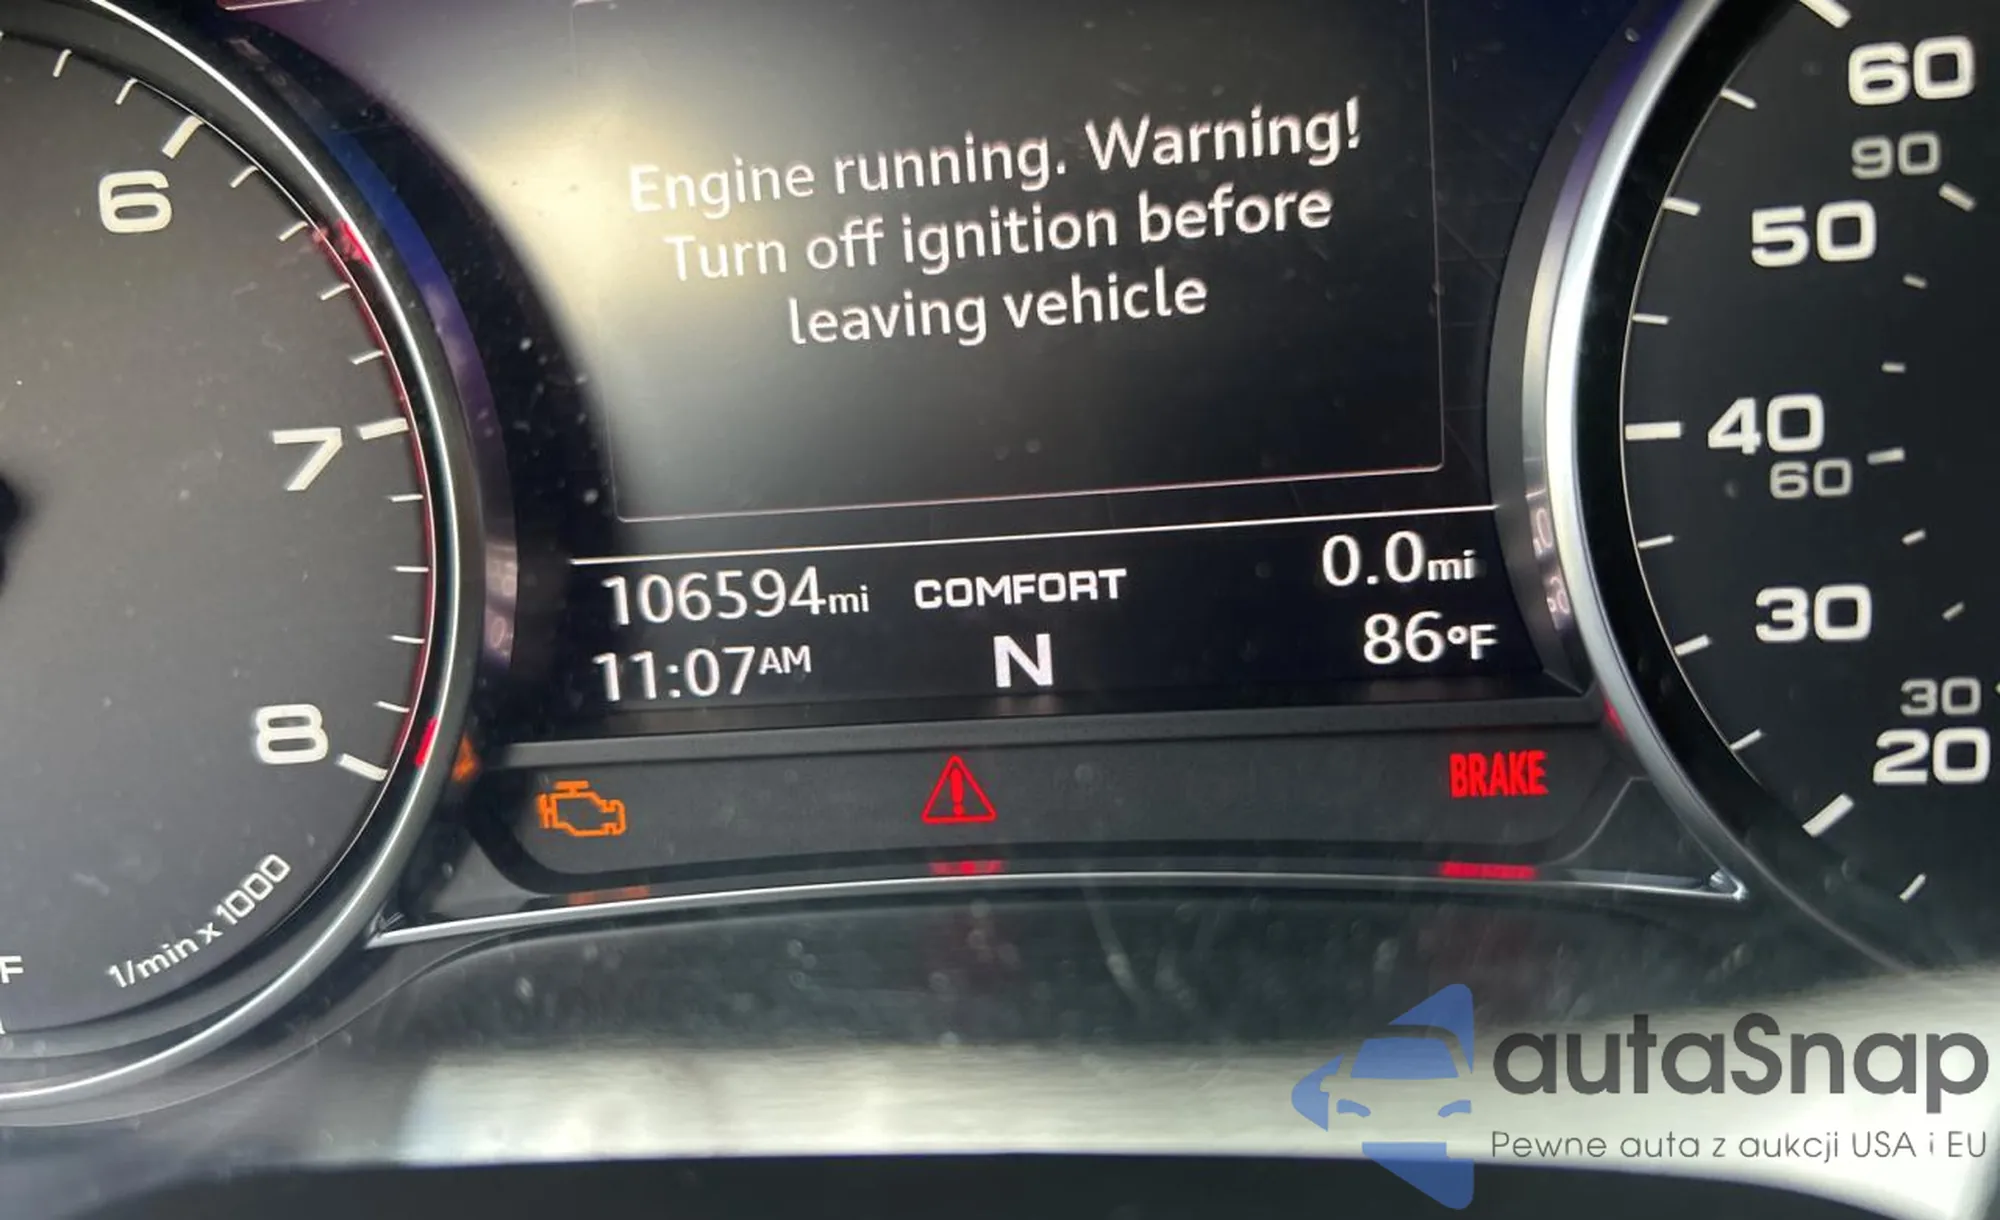 Engine running. Warning!
Turn off ignition before
leaving vehicle
106594mi COMFORT 0.0mi
11:07AM N 86°F
BRAKE
6
7
8
1/min x 1000
F
60
90
50
40
60
30
30
20
autaSnap
Pewne auta z aukcji USA i EU